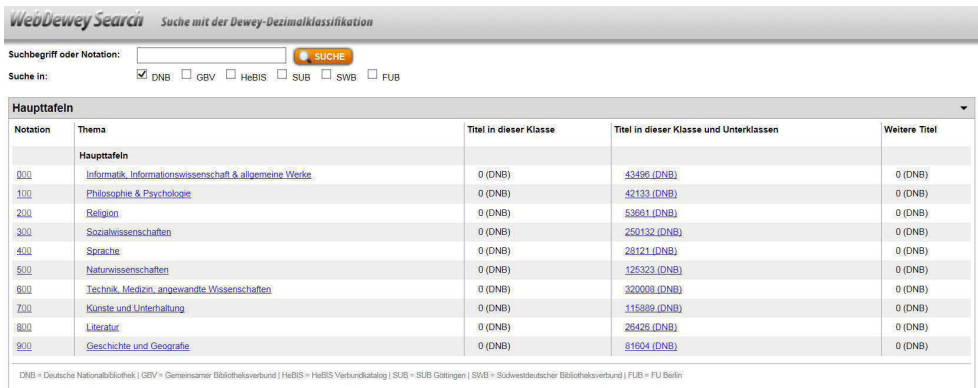 WebDewey Search Suche mit der Dewey-Dezimalklassifikation
Suchbegriff oder Notation: SUCHE
Suche in: DNB GBV HeBIS SUB SWB FUB
Haupttafeln
Notation Thema Titel in dieser Klasse Titel in dieser Klasse und Unterklassen Weitere Titel
Haupttafeln
000 Informatik, Informationswissenschaft & allgemeine Werke 0 (DNB) 43496 (DNB) 0 (DNB)
100 Philosophie & Psychologie 0 (DNB) 42133 (DNB) 0 (DNB)
200 Religion 0 (DNB) 53661 (DNB) 0 (DNB)
300 Sozialwissenschaften 0 (DNB) 250132 (DNB) 0 (DNB)
400 Sprache 0 (DNB) 28121 (DNB) 0 (DNB)
500 Naturwissenschaften 0 (DNB) 125323 (DNB) 0 (DNB)
600 Technik, Medizin, angewandte Wissenschaften 0 (DNB) 320008 (DNB) 0 (DNB)
700 Künste und Unterhaltung 0 (DNB) 115889 (DNB) 0 (DNB)
800 Literatur 0 (DNB) 26426 (DNB) 0 (DNB)
900 Geschichte und Geografie 0 (DNB) 81604 (DNB) 0 (DNB)
DNB = Deutsche Nationalbibliothek | GBV = Gemeinsamer Bibliotheksverbund | HeBIS = HeBIS Verbundkatalog | SUB = SUB Göttingen | SWB = Südwestdeutscher Bibliotheksverbund | FUB = FU Berlin